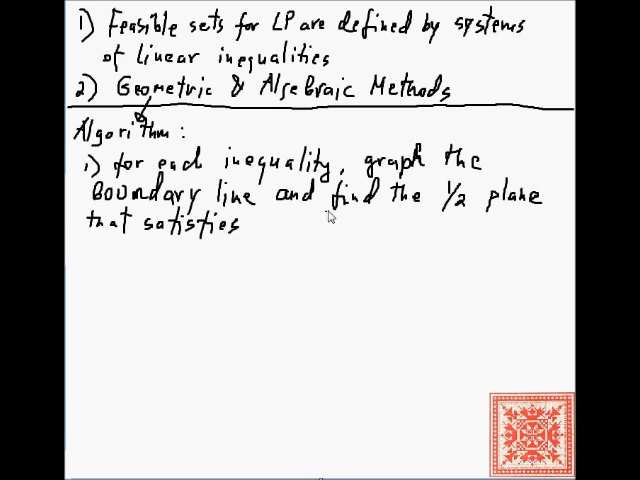 1) Feasible sets for LP are defined by systems
of linear inequalities
2) Geometric & Algebraic Methods
Algorithm:
1) for each inequality, graph the
Boundary line and find the 1/2 plane
that satisfies